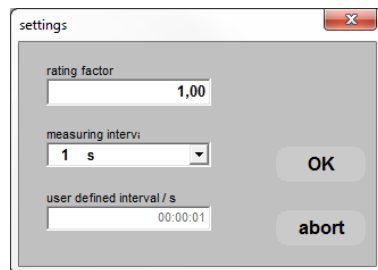 settings
rating factor
1,00
measuring interv
1 s
OK
user defined interval / s
00:00:01
abort